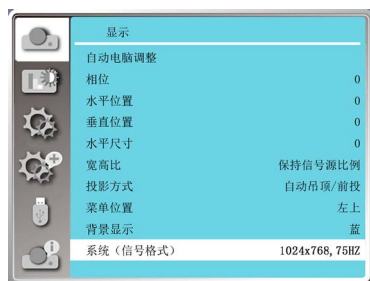 显示
自动电脑调整
相位 0
水平位置 0
垂直位置 0
水平尺寸 0
宽高比 保持信号源比例
投影方式 自动吊顶/前投
菜单位置 左上
背景显示 蓝
系统（信号格式） 1024x768, 75HZ